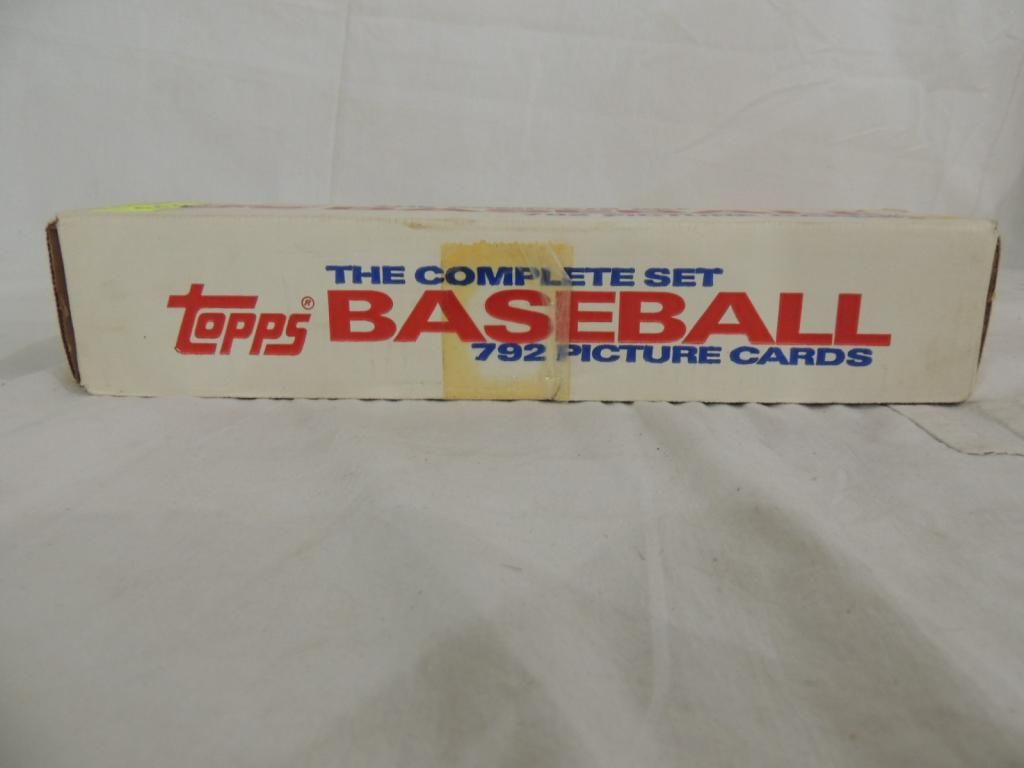 THE COMPLETE SET
topps® BASEBALL
792 PICTURE CARDS